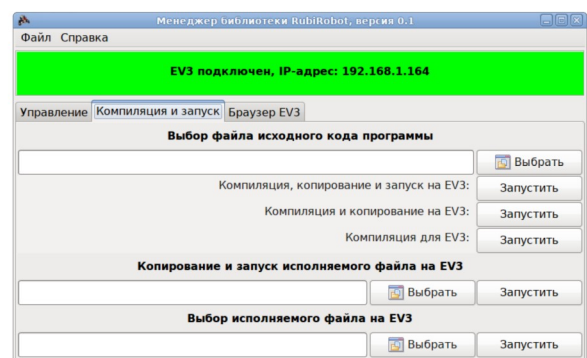 Менеджер библиотеки RubiRobot, версия 0.1
Файл Справка
EV3 подключен, IP-адрес: 192.168.1.164
Управление Компиляция и запуск Браузер EV3
Выбор файла исходного кода программы
Выбрать
Компиляция, копирование и запуск на EV3: Запустить
Компиляция и копирование на EV3: Запустить
Компиляция для EV3: Запустить
Копирование и запуск исполняемого файла на EV3
Выбрать Запустить
Выбор исполняемого файла на EV3
Выбрать Запустить